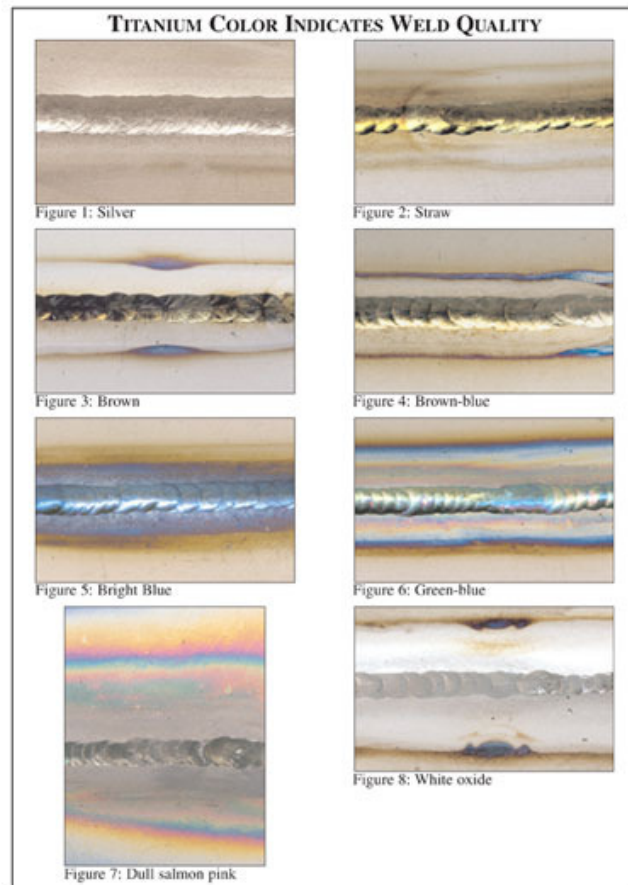 TITANIUM COLOR INDICATES WELD QUALITY
Figure 1: Silver
Figure 2: Straw
Figure 3: Brown
Figure 4: Brown-blue
Figure 5: Bright Blue
Figure 6: Green-blue
Figure 7: Dull salmon pink
Figure 8: White oxide